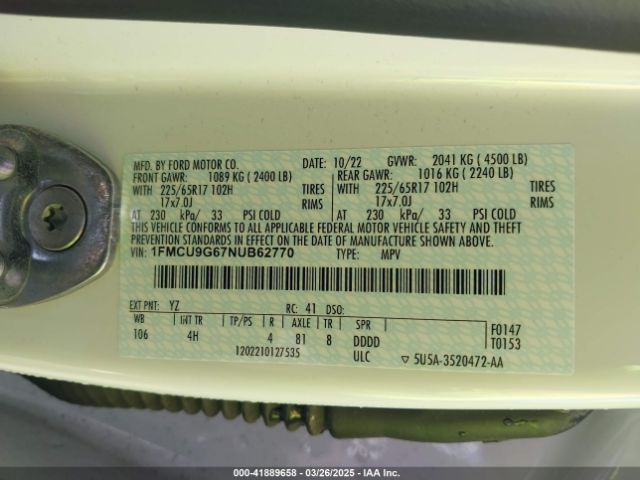 MFD. BY FORD MOTOR CO. DATE: 10/22 GVWR: 2041 KG ( 4500 LB)
FRONT GAWR: 1089 KG ( 2400 LB) REAR GAWR: 1016 KG ( 2240 LB)
WITH 225/65R17 102H TIRES WITH 225/65R17 102H TIRES
17x7.0J RIMS 17x7.0J RIMS
AT 230 kPa/ 33 PSI COLD AT 230 kPa/ 33 PSI COLD
THIS VEHICLE CONFORMS TO ALL APPLICABLE FEDERAL MOTOR VEHICLE SAFETY AND THEFT
PREVENTION STANDARDS IN EFFECT ON THE DATE OF MANUFACTURE SHOWN ABOVE.
VIN: 1FMCU9G67NUB62770 TYPE: MPV
EXT PNT: YZ RC: 41 DSO:
WB INT TR TP/PS R AXLE TR SPR F0147
106 4H 4 81 8 DDDD T0153
1202210127535 ULC ▽ 5U5A-3520472-AA
000-41889658 - 03/26/2025 - IAA Inc.